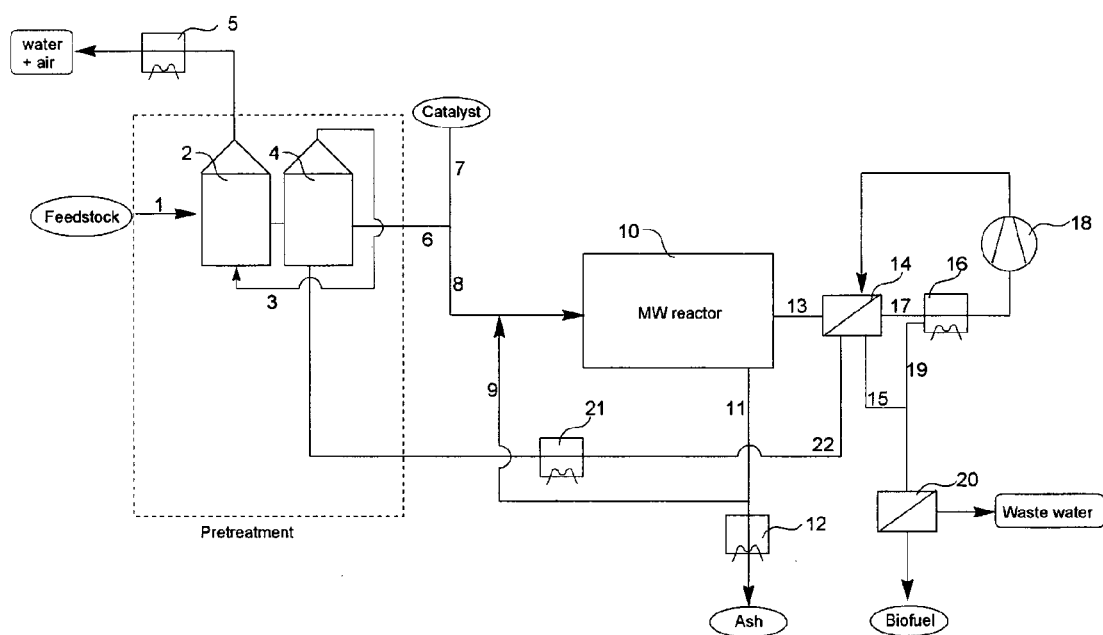 5
water
+ air
Catalyst
2
4
7
Feedstock
1
6
10
18
8
14
16
3
MW reactor
13
17
9
11
15
19
21
22
20
Waste water
12
Pretreatment
Ash
Biofuel